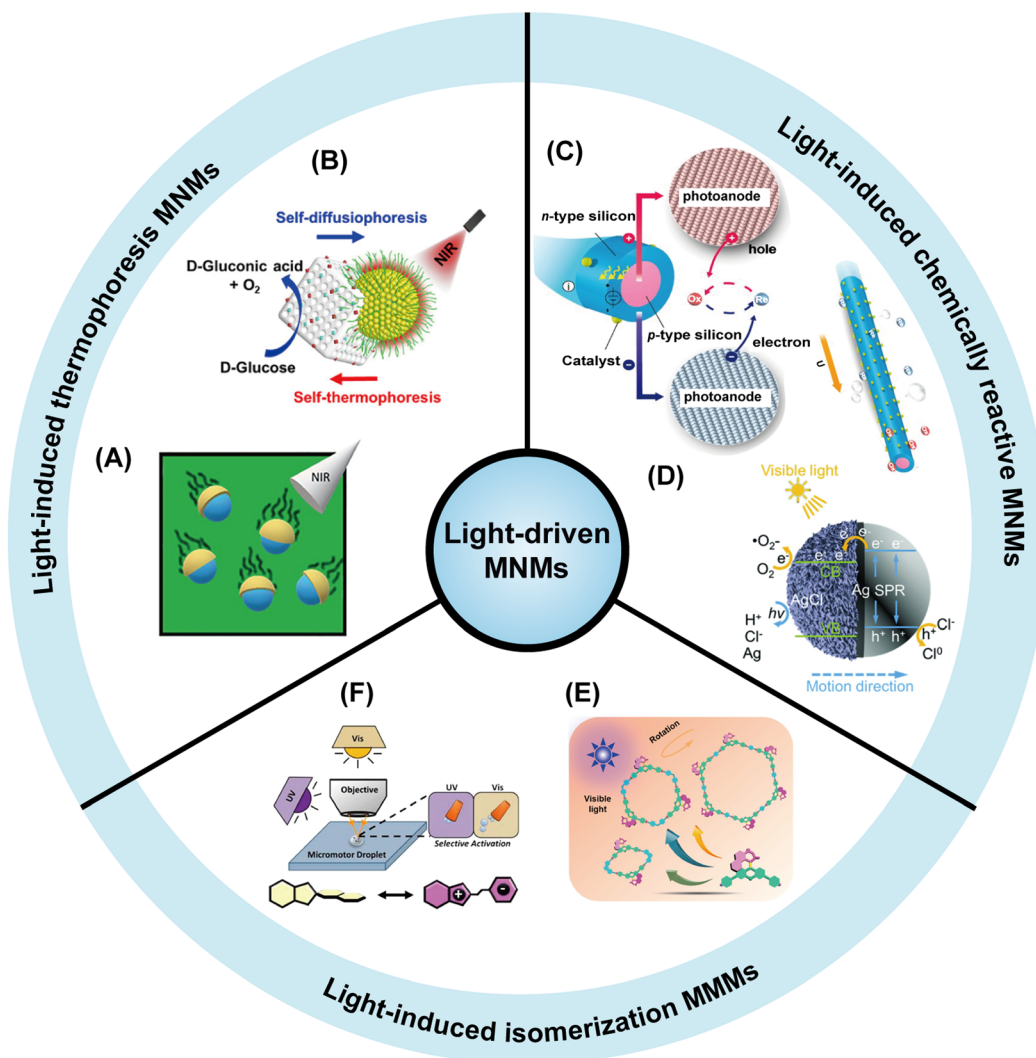 Light-induced thermophoresis MNMs
Light-induced chemically reactive MNMs
Light-induced isomerization MMMs
Light-driven
MNMs
(A)
NIR
(B)
Self-diffusiophoresis
NIR
D-Gluconic acid
+ O₂
D-Glucose
Self-thermophoresis
(C)
photoanode
n-type silicon
+
+
hole
i
Ox
Re
p-type silicon
Catalyst
electron
−
−
photoanode
U
(D)
Visible light
•O₂-
e⁻
O₂
e⁻ e⁻
e⁻ e⁻
e⁻ e⁻
CB
AgCl
Ag SPR
hv
H⁺
Cl⁻
Ag
VB
h⁺ h⁺
h⁺
Cl⁻
Cl⁰
Motion direction
(E)
Rotation
Visible
light
(F)
Vis
UV
Objective
UV
Vis
Selective Activation
Micromotor Droplet
+
-